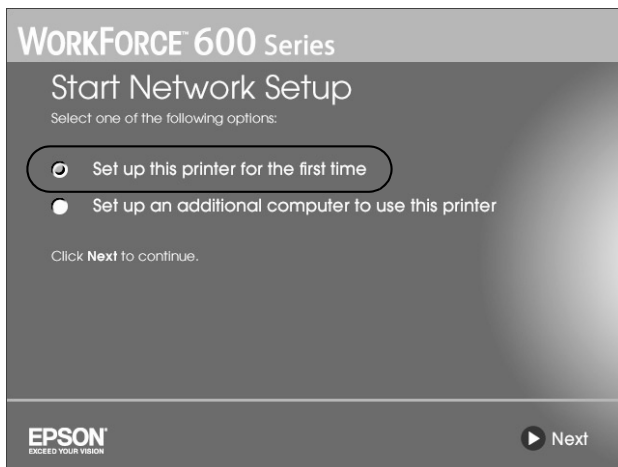 WORKFORCE™ 600 Series
Start Network Setup
Select one of the following options:
Set up this printer for the first time
Set up an additional computer to use this printer
Click Next to continue.
EPSON®
EXCEED YOUR VISION
Next